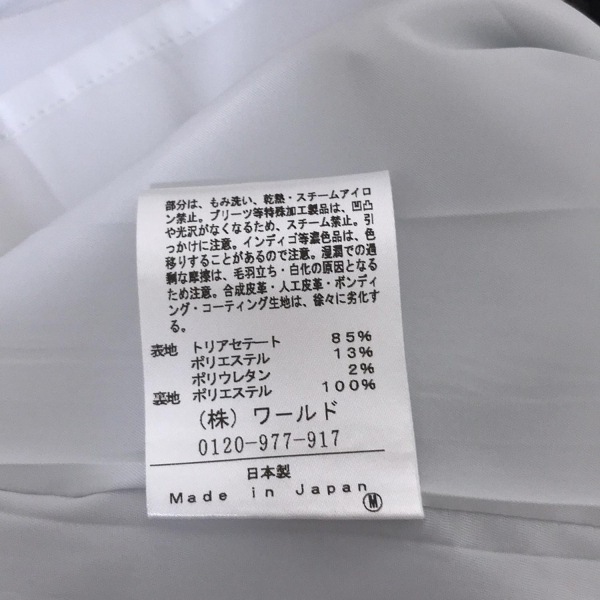 部分は、もみ洗い、乾熱・スチームアイロ
ン禁止。プリーツ等特殊加工製品は、凹凸
や光沢がなくなるため、スチーム禁止。引
っかけに注意。インディゴ等濃色品は、色
移りすることがあるので注意。湿潤での過
剰な摩擦は、毛羽立ち・白化の原因となる
ため注意。合成皮革・人工皮革・ボンディ
ング・コーティング生地は、徐々に劣化す
る。
表地 トリアセテート 85%
ポリエステル 13%
ポリウレタン 2%
裏地 ポリエステル 100%
(株) ワールド
0120-977-917
日本製
Made in Japan
M